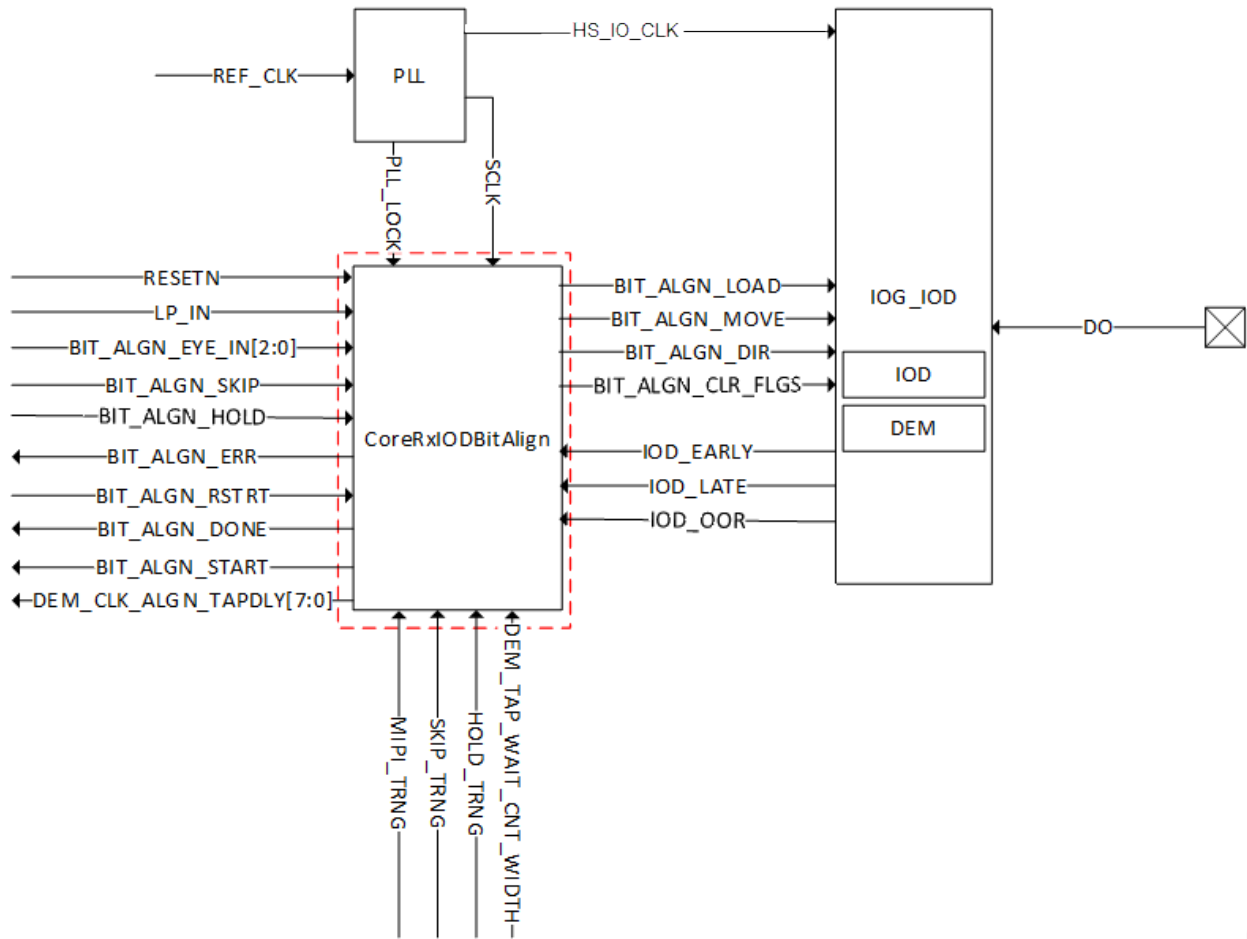 HS_IO_CLK
REF_CLK
PLL
PLL_LOCK
SCLK
RESETN
LP_IN
BIT_ALGN_EYE_IN[2:0]
BIT_ALGN_SKIP
BIT_ALGN_HOLD
BIT_ALGN_ERR
BIT_ALGN_RSTRT
BIT_ALGN_DONE
BIT_ALGN_START
DEM_CLK_ALGN_TAPDLY[7:0]
CoreRxIODBitAlign
BIT_ALGN_LOAD
BIT_ALGN_MOVE
BIT_ALGN_DIR
BIT_ALGN_CLR_FLGS
IOD_EARLY
IOD_LATE
IOD_OOR
IOG_IOD
IOD
DEM
DO
MIPI_TRNG
SKIP_TRNG
HOLD_TRNG
DEM_TAP_WAIT_CNT_WIDTH